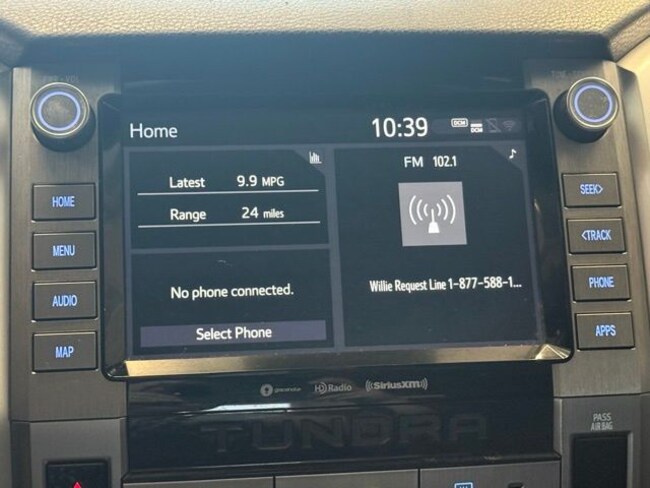 Home 10:39 DCM DCM
Latest 9.9 MPG
Range 24 miles
FM 102.1
No phone connected.
Select Phone
Willie Request Line 1-877-588-1...
HOME
MENU
AUDIO
MAP
SEEK>
<TRACK
PHONE
APPS
HD Radio
((SiriusXM))
TUNDRA
PASS
AIR BAG